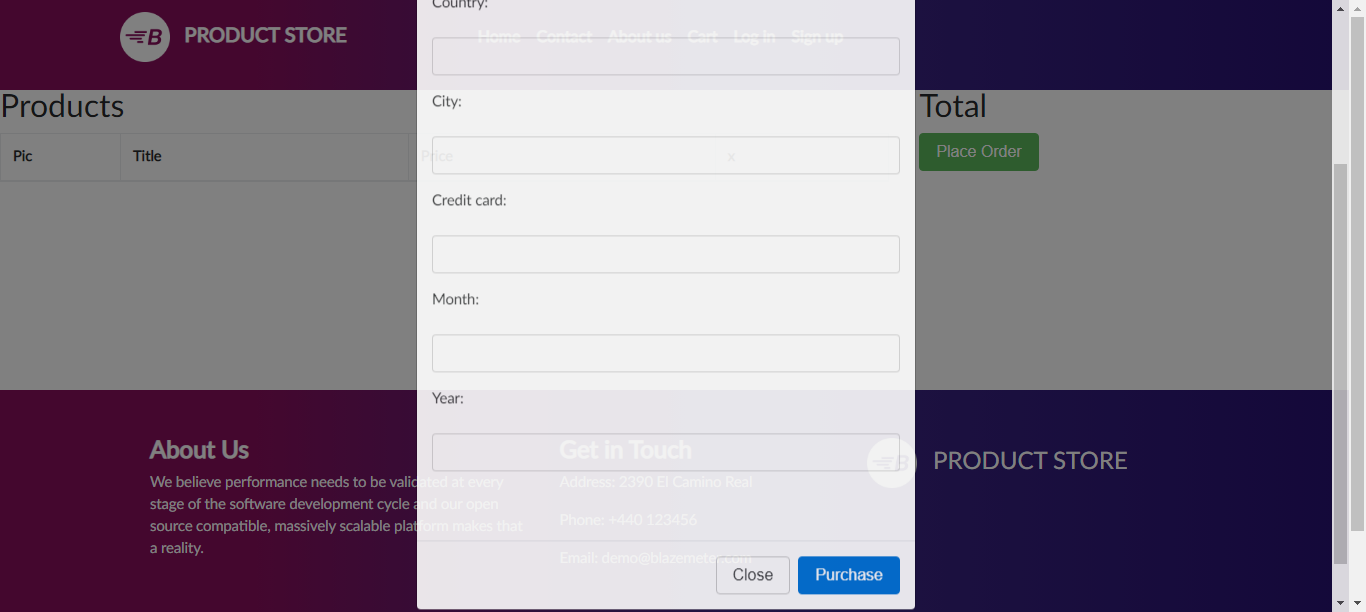 Country:
B PRODUCT STORE
Home Contact About us Cart Log in Sign up
Products
Total
City:
Pic Title Price x
Place Order
Credit card:
Month:
Year:
About Us
We believe performance needs to be validated at every
stage of the software development cycle and our open
source compatible, massively scalable platform makes that
a reality.
Get in Touch
Address: 2390 El Camino Real
Phone: +440 123456
Email: demo@blazemeter.com
B PRODUCT STORE
Close Purchase